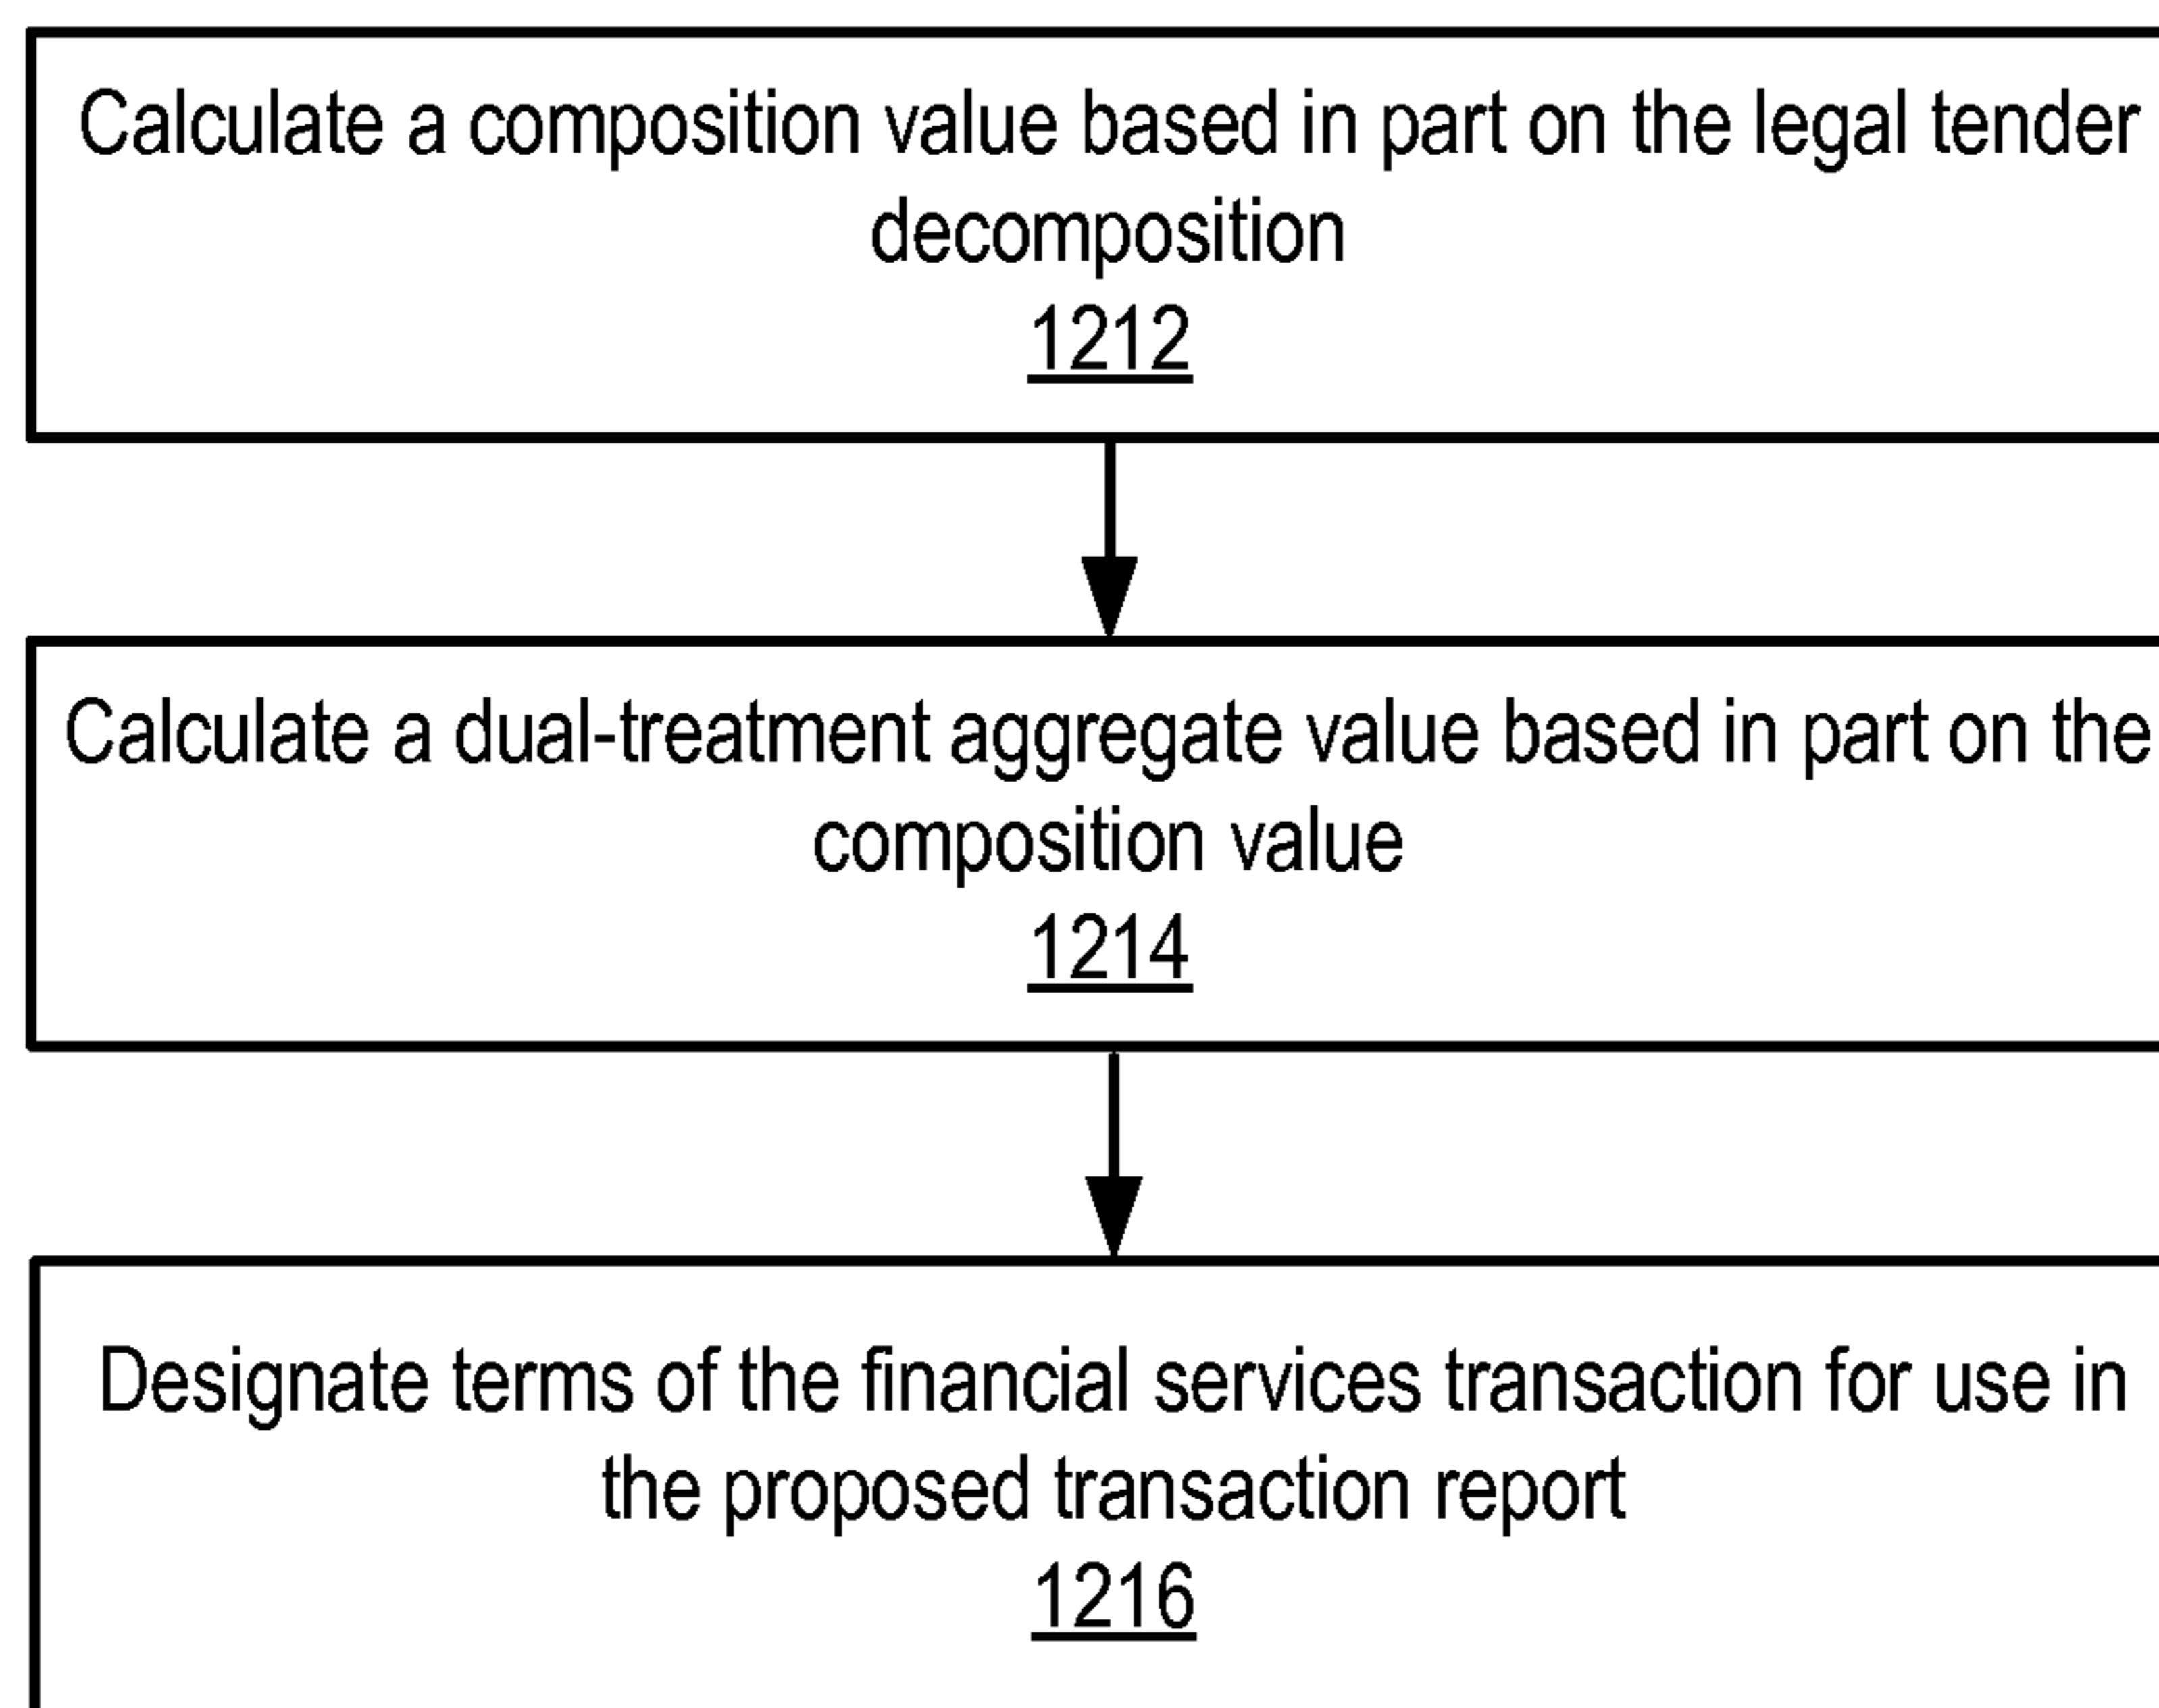 Calculate a composition value based in part on the legal tender
decomposition
1212
Calculate a dual-treatment aggregate value based in part on the
composition value
1214
Designate terms of the financial services transaction for use in
the proposed transaction report
1216